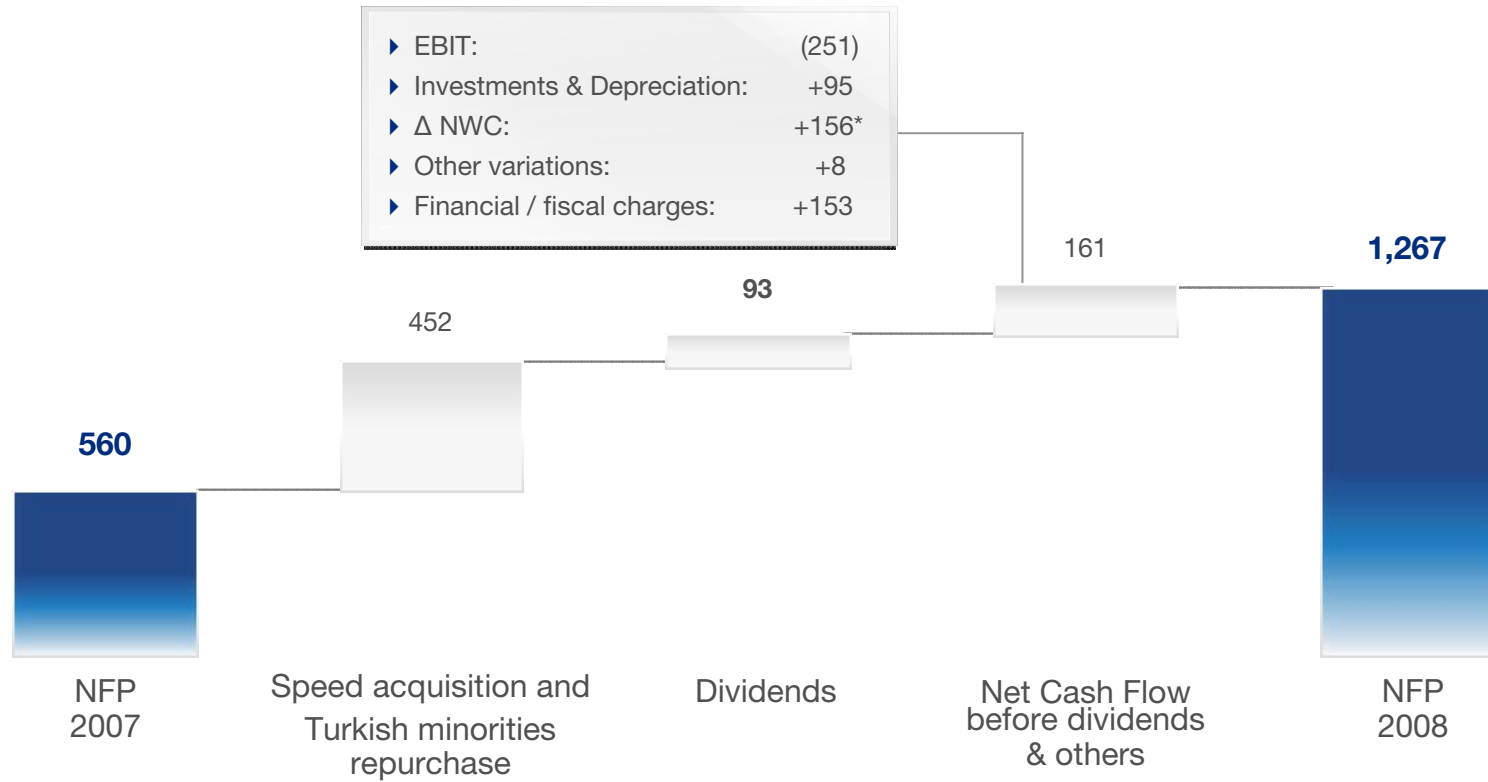 EBIT: (251)
Investments & Depreciation: +95
Δ NWC: +156*
Other variations: +8
Financial / fiscal charges: +153
161
1,267
93
452
560
NFP
2007
Speed acquisition and
Turkish minorities
repurchase
Dividends
Net Cash Flow
before dividends
& others
NFP
2008